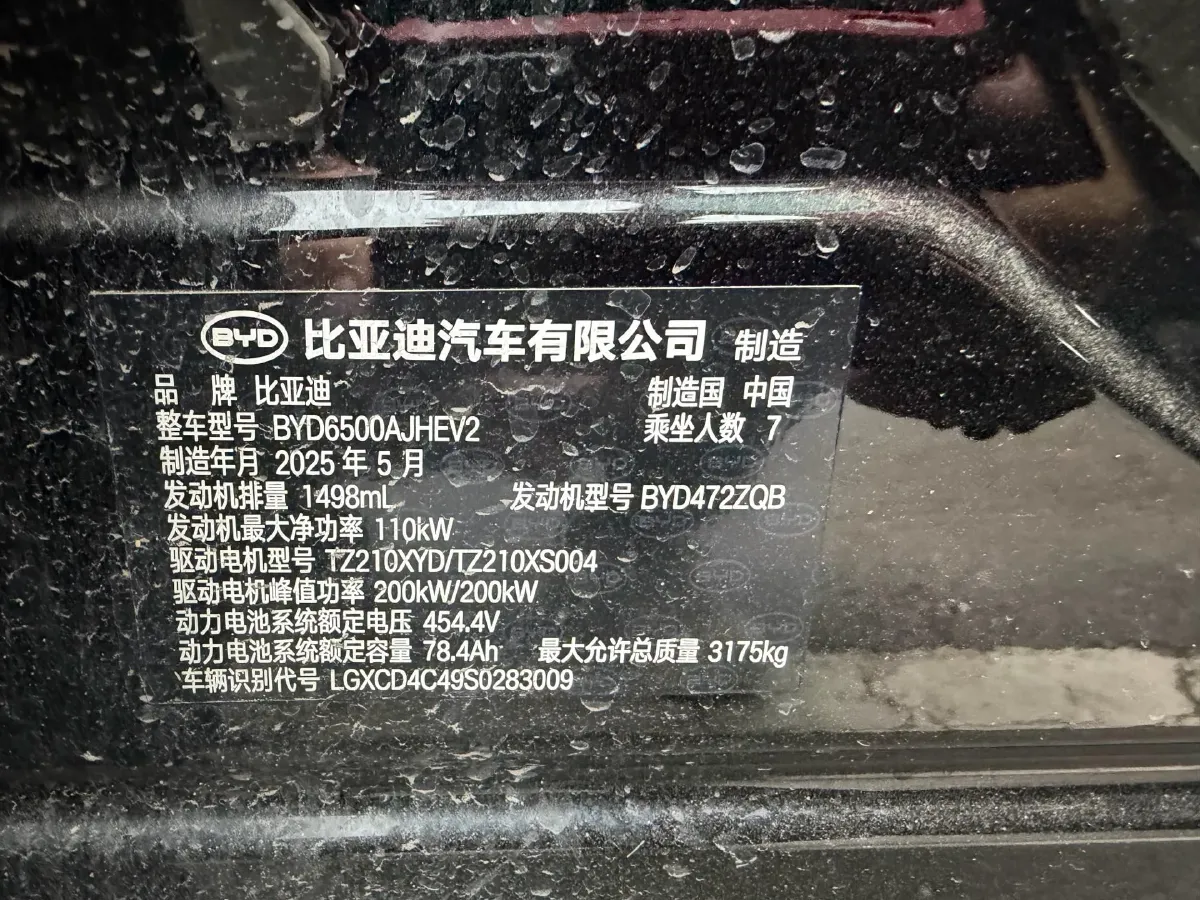 BYD 比亚迪汽车有限公司 制造
品 牌 比亚迪 制造国 中国
整车型号 BYD6500AJHEV2 乘坐人数 7
制造年月 2025 年 5 月
发动机排量 1498mL 发动机型号 BYD472ZQB
发动机最大净功率 110kW
驱动电机型号 TZ210XYD/TZ210XS004
驱动电机峰值功率 200kW/200kW
动力电池系统额定电压 454.4V
动力电池系统额定容量 78.4Ah 最大允许总质量 3175kg
车辆识别代号 LGXCD4C49S0283009